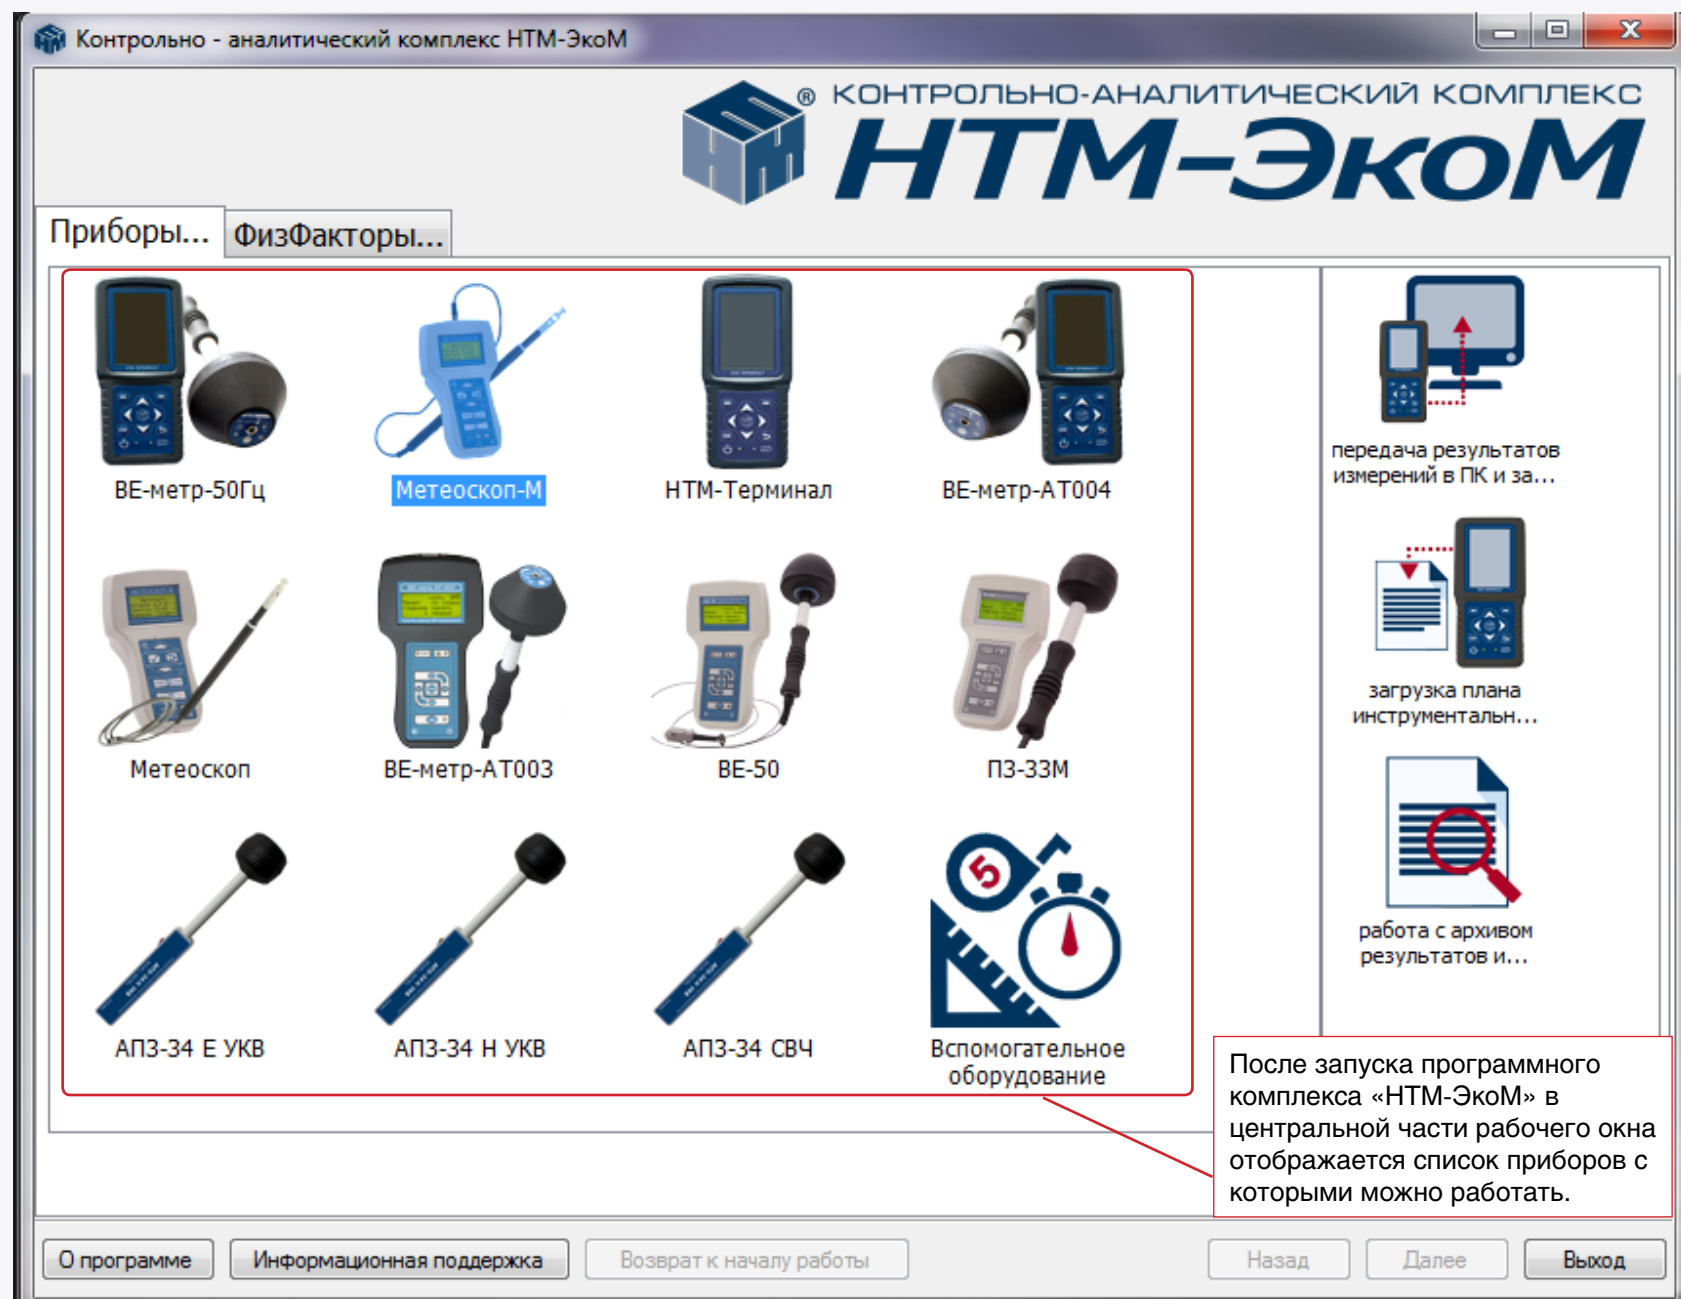 Контрольно - аналитический комплекс НТМ-ЭкоМ
® КОНТРОЛЬНО-АНАЛИТИЧЕСКИЙ КОМПЛЕКС
НТМ-ЭкоМ
Приборы...
ФизФакторы...
ВЕ-метр-50Гц
Метеоскоп-М
НТМ-Терминал
ВЕ-метр-АТ004
Метеоскоп
ВЕ-метр-АТ003
ВЕ-50
П3-33М
АП3-34 Е УКВ
АП3-34 Н УКВ
АП3-34 СВЧ
5
Вспомогательное
оборудование
передача результатов
измерений в ПК и за...
загрузка плана
инструментальн...
работа с архивом
результатов и...
После запуска программного
комплекса «НТМ-ЭкоМ» в
центральной части рабочего окна
отображается список приборов с
которыми можно работать.
О программе
Информационная поддержка
Возврат к началу работы
Назад
Далее
Выход